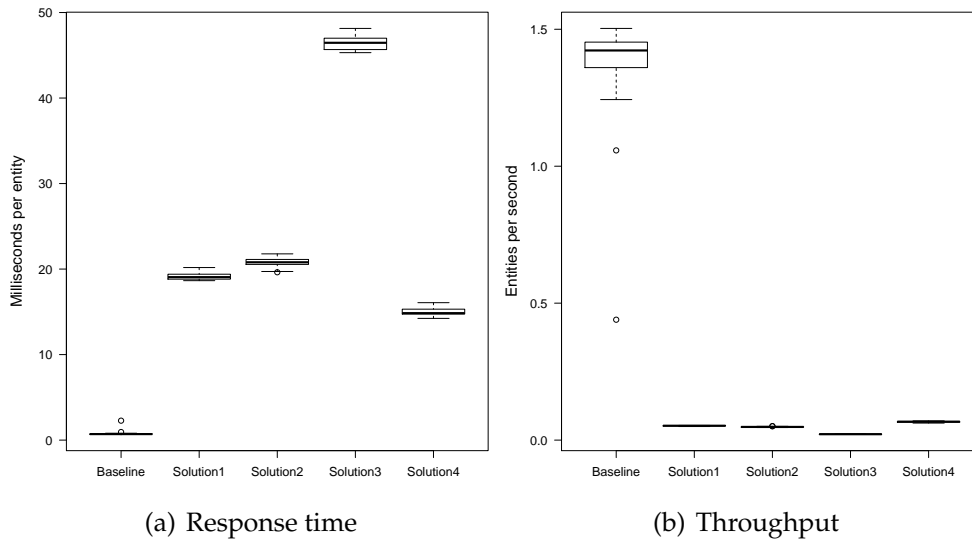 50
40
30
20
10
0
Milliseconds per entity
Baseline Solution1 Solution2 Solution3 Solution4
(a) Response time
1.5
1.0
0.5
0.0
Entities per second
Baseline Solution1 Solution2 Solution3 Solution4
(b) Throughput